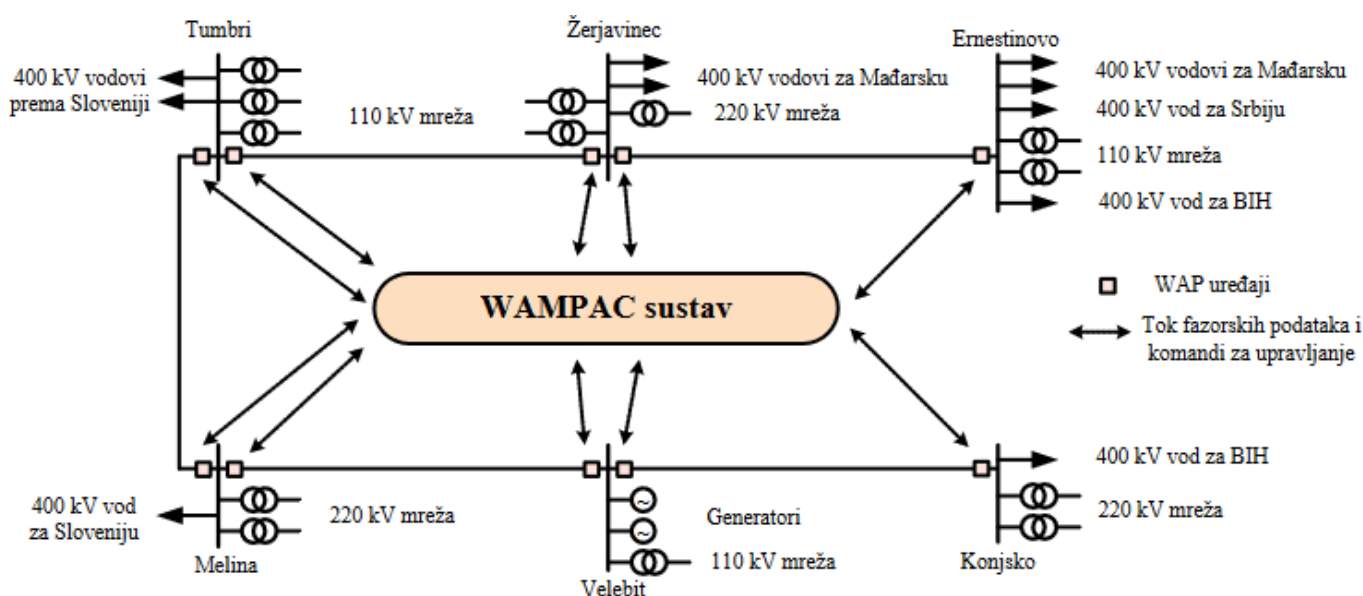 Tumbri
400 kV vodovi
prema Sloveniji
110 kV mreža
Žerjavinec
400 kV vodovi za Mađarsku
220 kV mreža
Ernestinovo
400 kV vodovi za Mađarsku
400 kV vod za Srbiju
110 kV mreža
400 kV vod za BIH
WAMPAC sustav
WAP uređaji
Tok fazorskih podataka i
komandi za upravljanje
400 kV vod
za Sloveniju
220 kV mreža
Melina
~
~
Generatori
110 kV mreža
Velebit
400 kV vod za BIH
220 kV mreža
Konjsko